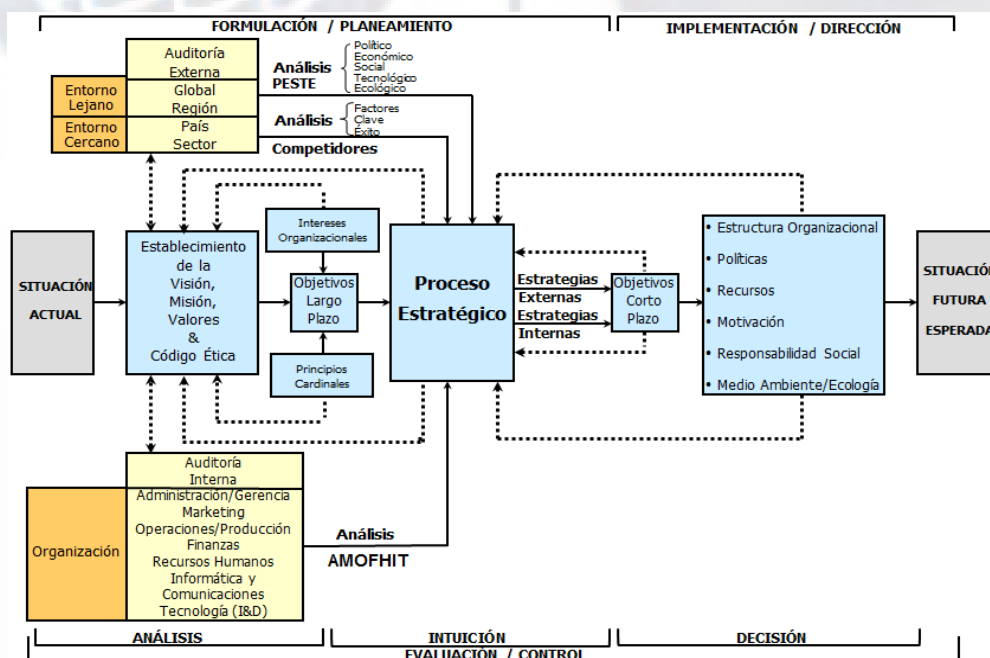 FORMULACIÓN / PLANEAMIENTO
IMPLEMENTACIÓN / DIRECCIÓN
Auditoría
Externa
Entorno
Lejano
Global
Región
Entorno
Cercano
País
Sector
Análisis
PESTE
Político
Económico
Social
Tecnológico
Ecológico
Análisis
Competidores
Factores
Clave
Éxito
SITUACIÓN
ACTUAL
Establecimiento
de la
Visión,
Misión,
Valores
&
Código Ética
Intereses
Organizacionales
Objetivos
Largo
Plazo
Principios
Cardinales
Proceso
Estratégico
Estrategias
Externas
Estrategias
Internas
Objetivos
Corto
Plazo
• Estructura Organizacional
• Políticas
• Recursos
• Motivación
• Responsabilidad Social
• Medio Ambiente/Ecología
SITUACIÓN
FUTURA
ESPERADA
Auditoría
Interna
Organización
Administración/Gerencia
Marketing
Operaciones/Producción
Finanzas
Recursos Humanos
Informática y
Comunicaciones
Tecnología (I&D)
Análisis
AMOFHIT
ANÁLISIS
INTUICIÓN
DECISIÓN
EVALUACIÓN / CONTROL